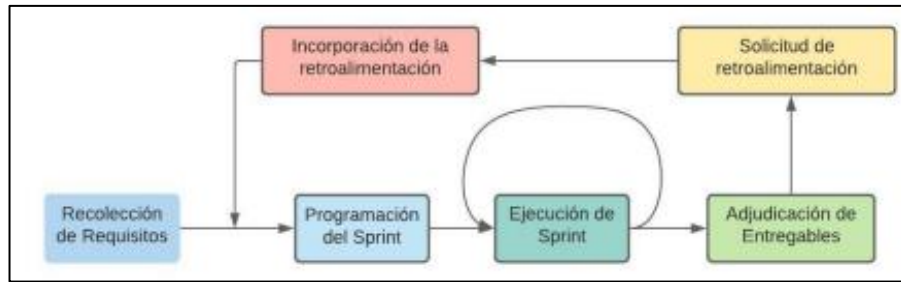 Incorporación de la
retroalimentación
Solicitud de
retroalimentación
Recolección
de Requisitos
Programación
del Sprint
Ejecución de
Sprint
Adjudicación de
Entregables